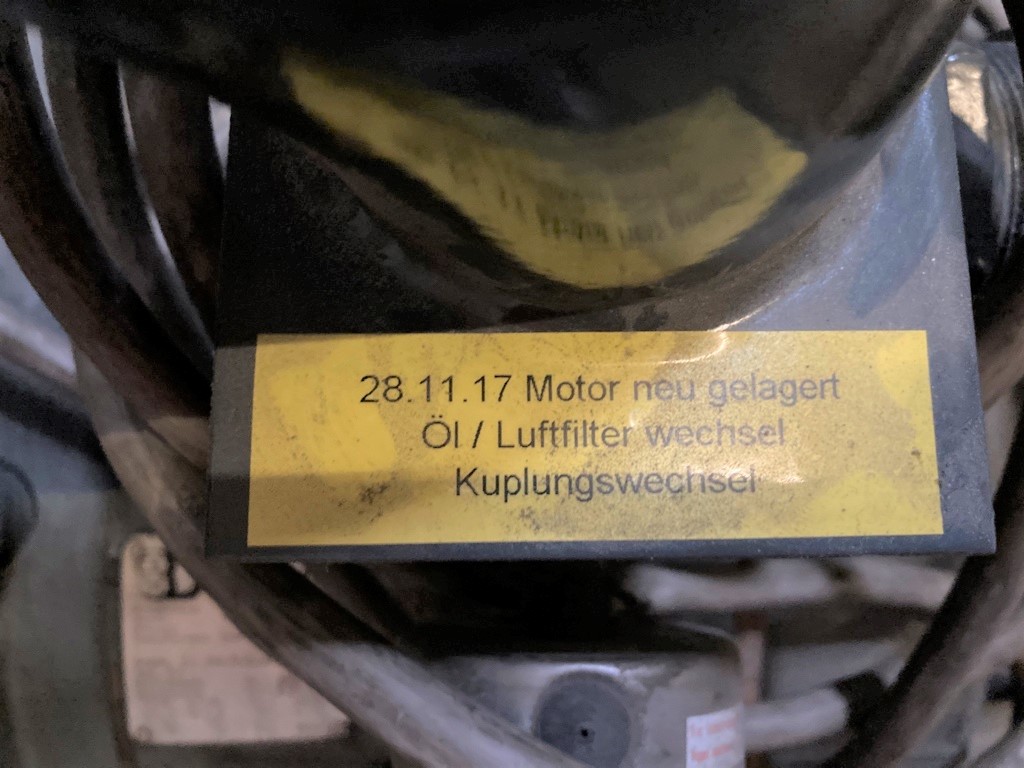 28.11.17 Motor neu gelagert
Öl / Luftfilter wechsel
Kuplungswechsel